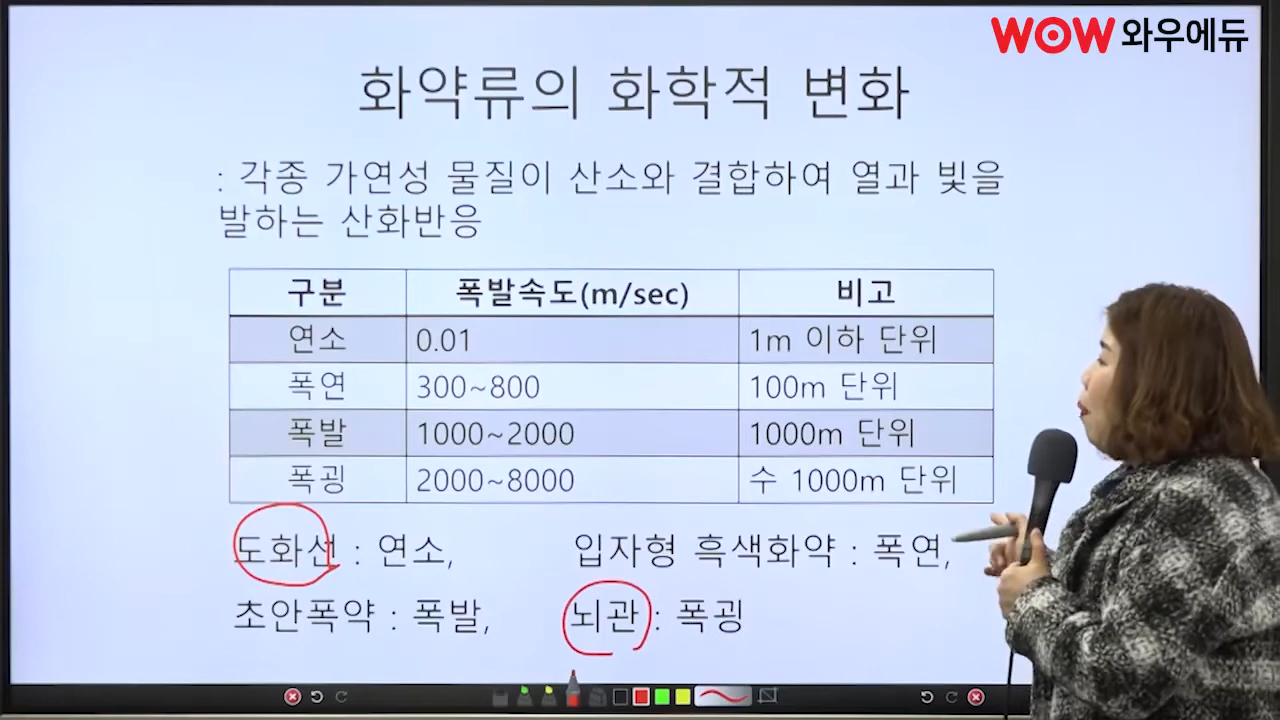 WOW 와우에듀
화약류의 화학적 변화
: 각종 가연성 물질이 산소와 결합하여 열과 빛을
발하는 산화반응
구분 폭발속도(m/sec) 비고
연소 0.01 1m 이하 단위
폭연 300~800 100m 단위
폭발 1000~2000 1000m 단위
폭굉 2000~8000 수 1000m 단위
도화선 : 연소, 입자형 흑색화약 : 폭연,
초안폭약 : 폭발, 뇌관 : 폭굉